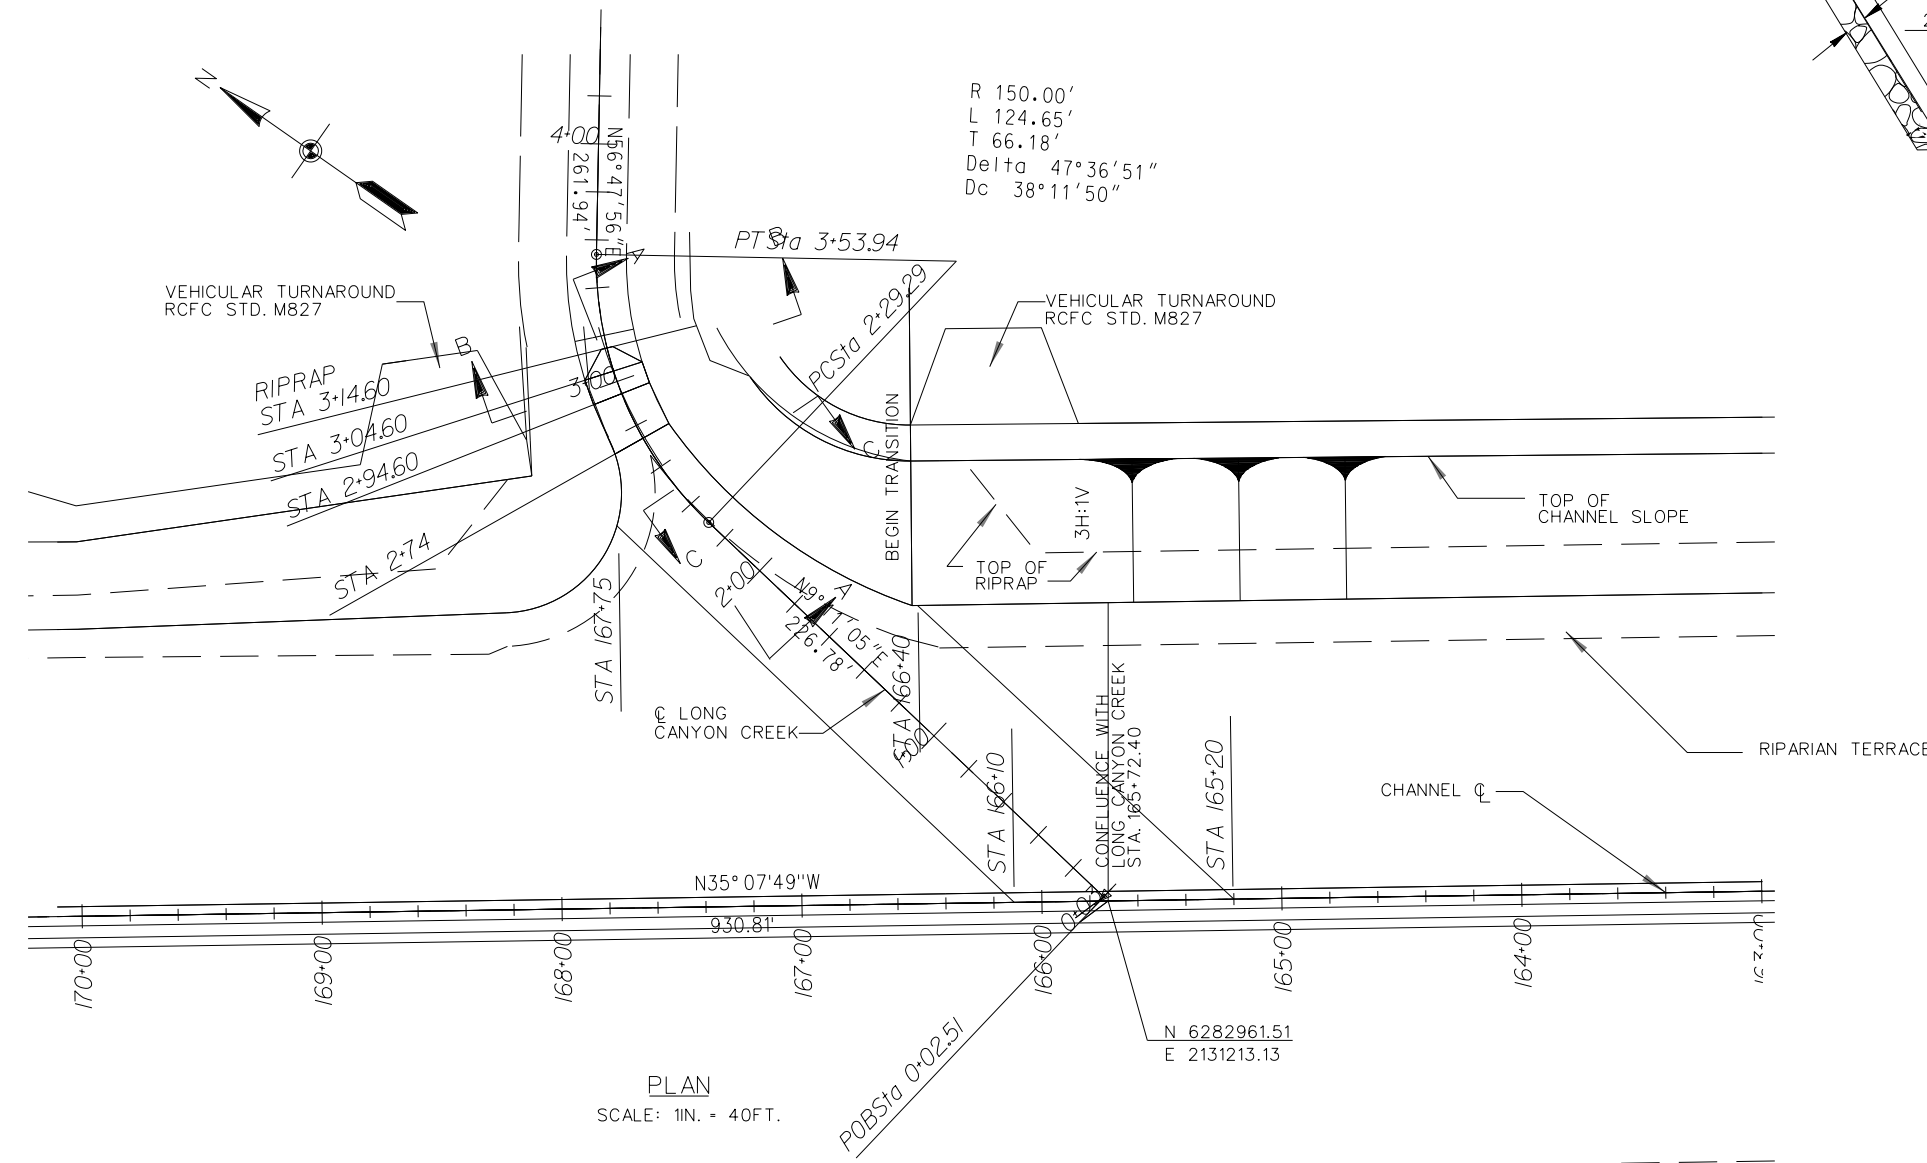 N
R 150.00'
L 124.65'
T 66.18'
Delta 47°36'51"
Dc 38°11'50"
4+00
N56°47'56"E
261.94'
A
B
PTSta 3+53.94
PCSta 2+29.29
VEHICULAR TURNAROUND
RCFC STD. M827
VEHICULAR TURNAROUND
RCFC STD. M827
B
RIPRAP
STA 3+14.60
STA 3+04.60
STA 2+94.60
STA 2+74
3+00
C
BEGIN TRANSITION
3H:1V
TOP OF
CHANNEL SLOPE
TOP OF
RIPRAP
C
2+00
A
226.78'
STA 167+75
STA 166+40
1+00
℄ LONG
CANYON CREEK
STA 166+10
CONFLUENCE WITH
LONG CANYON CREEK
STA. 165+72.40
STA 165+20
RIPARIAN TERRACE
CHANNEL ℄
N35°07'49"W
930.81'
170+00
169+00
168+00
167+00
166+00
165+00
164+00
POBSta 0+02.51
N 6282961.51
E 2131213.13
PLAN
SCALE: 1IN. = 40FT.